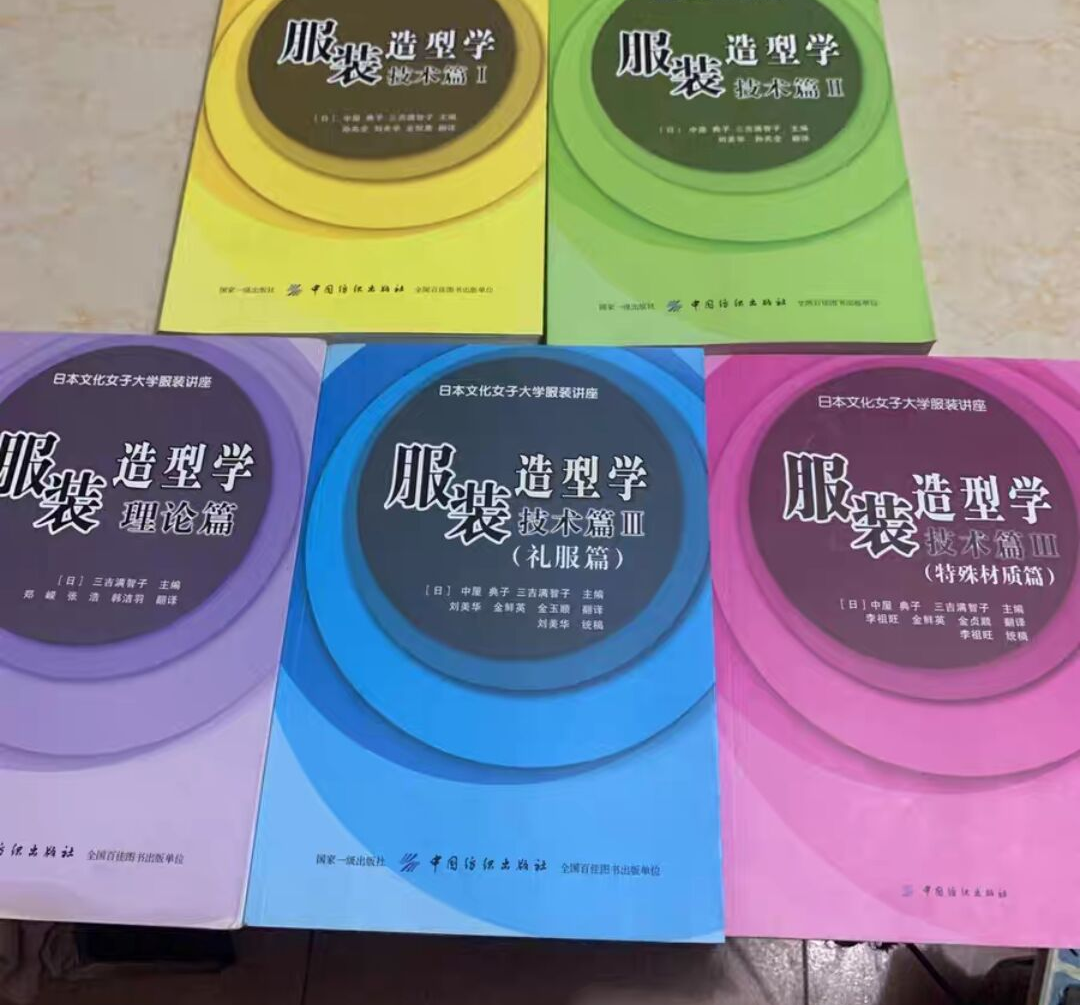 服装造型学
技术篇 I
[日] 中屋 典子 三吉满智子 主编
国家一级出版社 中国纺织出版社 全国百佳图书出版单位
服装造型学
技术篇 II
[日] 中屋 典子 三吉满智子 主编
刘美华 孙兆全 翻译
国家一级出版社 中国纺织出版社 全国百佳图书出版单位
日本文化女子大学服装讲座
服装造型学
理论篇
[日] 三吉满智子 主编
郑嵘 张浩 韩洁羽 翻译
纺织出版社 全国百佳图书出版单位
日本文化女子大学服装讲座
服装造型学
技术篇 III
(礼服篇)
[日] 中屋 典子 三吉满智子 主编
刘美华 金鲜英 金玉顺 翻译
刘美华 统稿
国家一级出版社 中国纺织出版社 全国百佳图书出版单位
日本文化女子大学服装讲座
服装造型学
技术篇 III
(特殊材质篇)
[日] 中屋 典子 三吉满智子 主编
李祖旺 金鲜英 金贞顺 翻译
李祖旺 统稿
中国纺织出版社